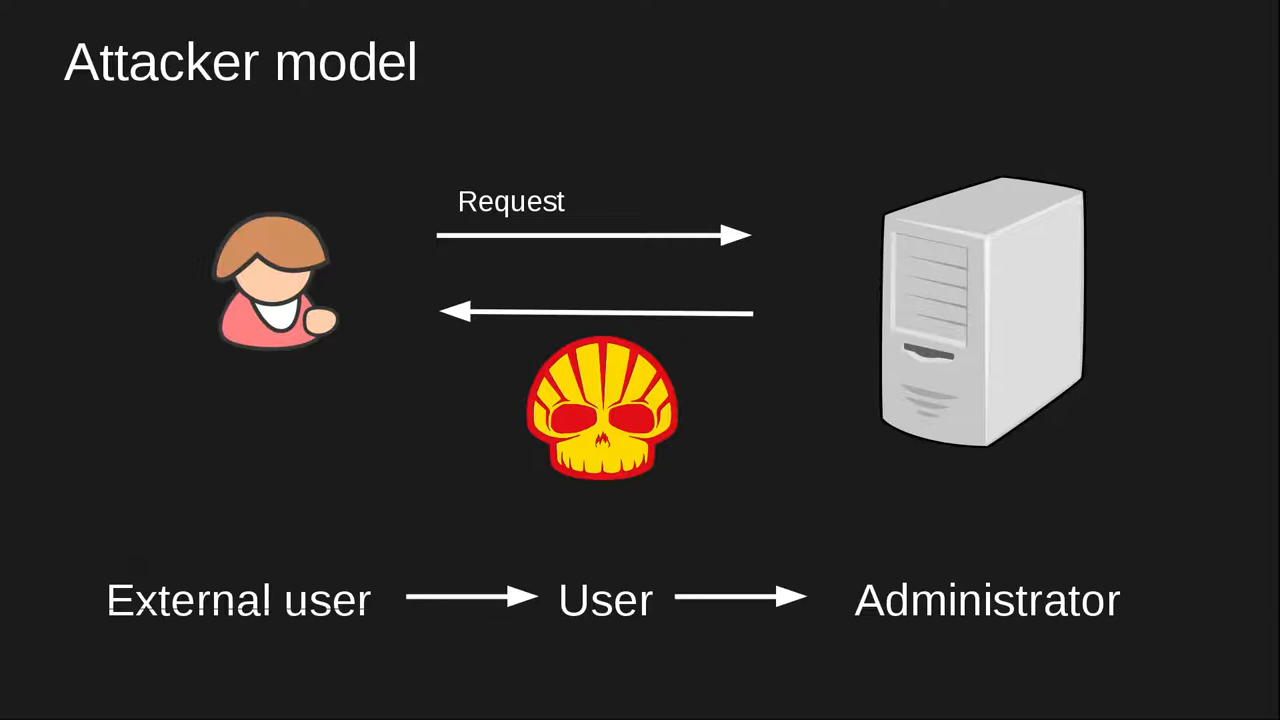 Attacker model
Request
External user
User
Administrator